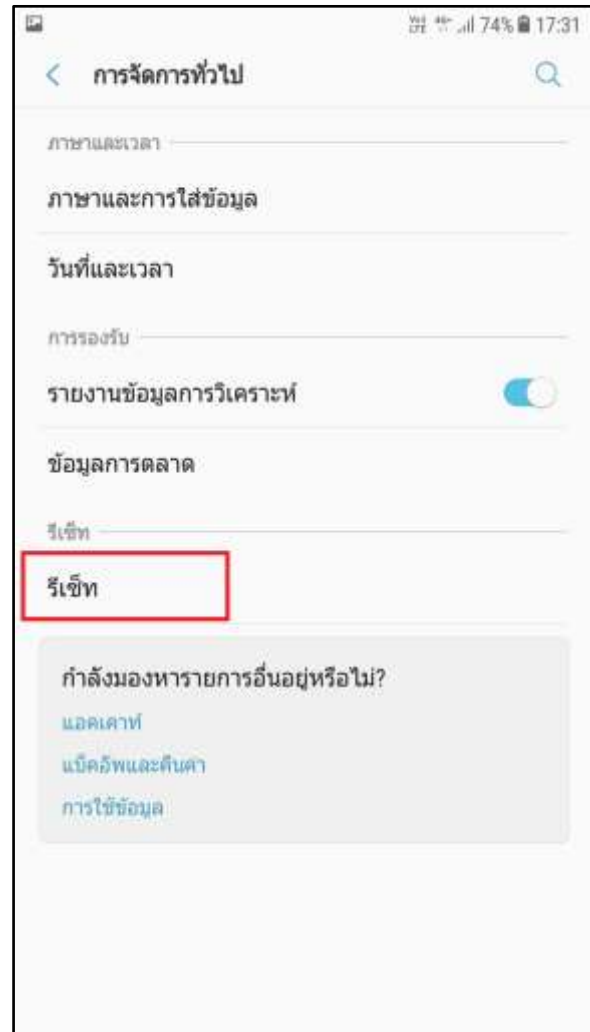 74% 17:31
การจัดการทั่วไป
ภาษาและเวลา
ภาษาและการใส่ข้อมูล
วันที่และเวลา
การรองรับ
รายงานข้อมูลการวิเคราะห์
ข้อมูลการตลาด
รีเซ็ท
รีเซ็ท
กำลังมองหารายการอื่นอยู่หรือไม่?
แอคเคาท์
แบ็คอัพและคืนค่า
การใช้ข้อมูล